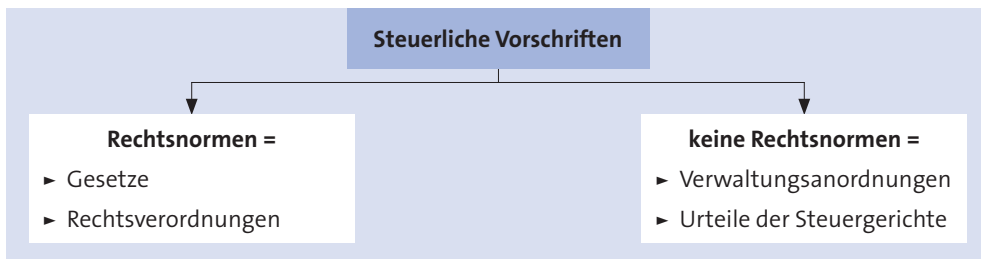 Steuerliche Vorschriften
Rechtsnormen =
► Gesetze
► Rechtsverordnungen
keine Rechtsnormen =
► Verwaltungsanordnungen
► Urteile der Steuergerichte